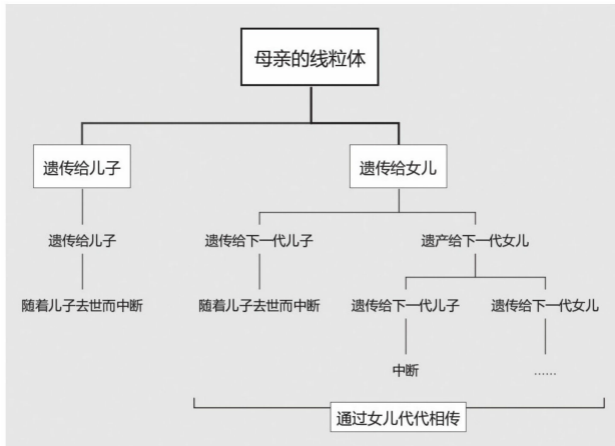 母亲的线粒体
遗传给儿子
遗传给女儿
遗传给儿子
遗传给下一代儿子
遗产给下一代女儿
随着儿子去世而中断
随着儿子去世而中断
遗传给下一代儿子
遗传给下一代女儿
中断
……
通过女儿代代相传